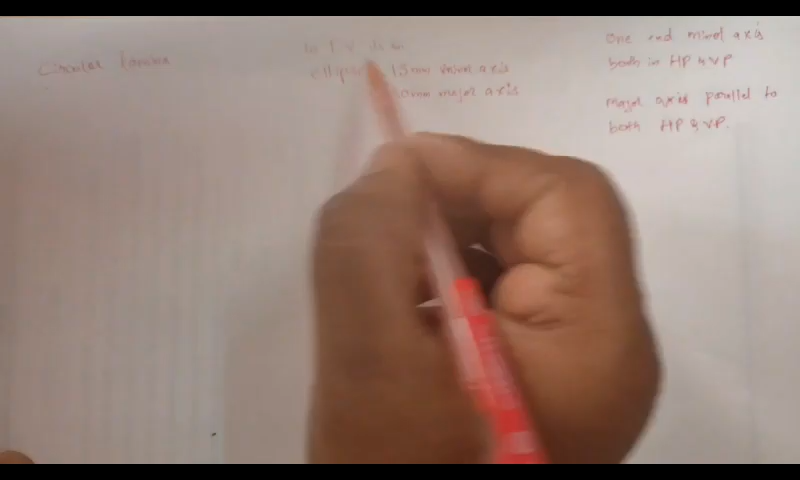 Circular Lamina
ellipse 15mm minor axis
major axis
One end minor axis
both in HP & VP
major axis parallel to
both HP & VP.